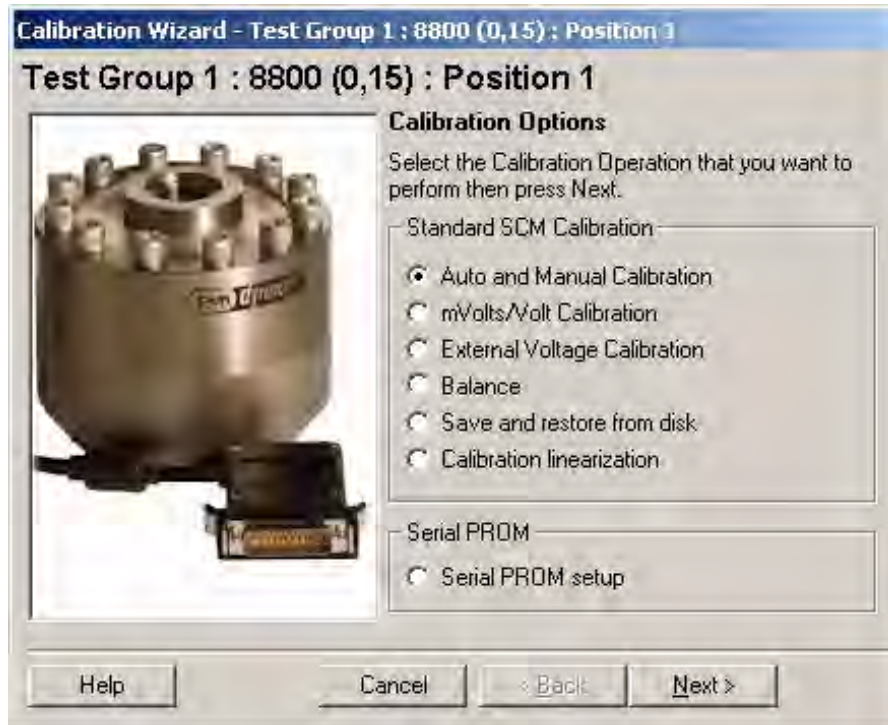 Calibration Wizard - Test Group 1 : 8800 (0,15) : Position 1
Test Group 1 : 8800 (0,15) : Position 1
Calibration Options
Select the Calibration Operation that you want to
perform then press Next.
Standard SCM Calibration
Auto and Manual Calibration
mVolts/Volt Calibration
External Voltage Calibration
Balance
Save and restore from disk
Calibration linearization
Serial PROM
Serial PROM setup
Help
Cancel
< Back
Next >